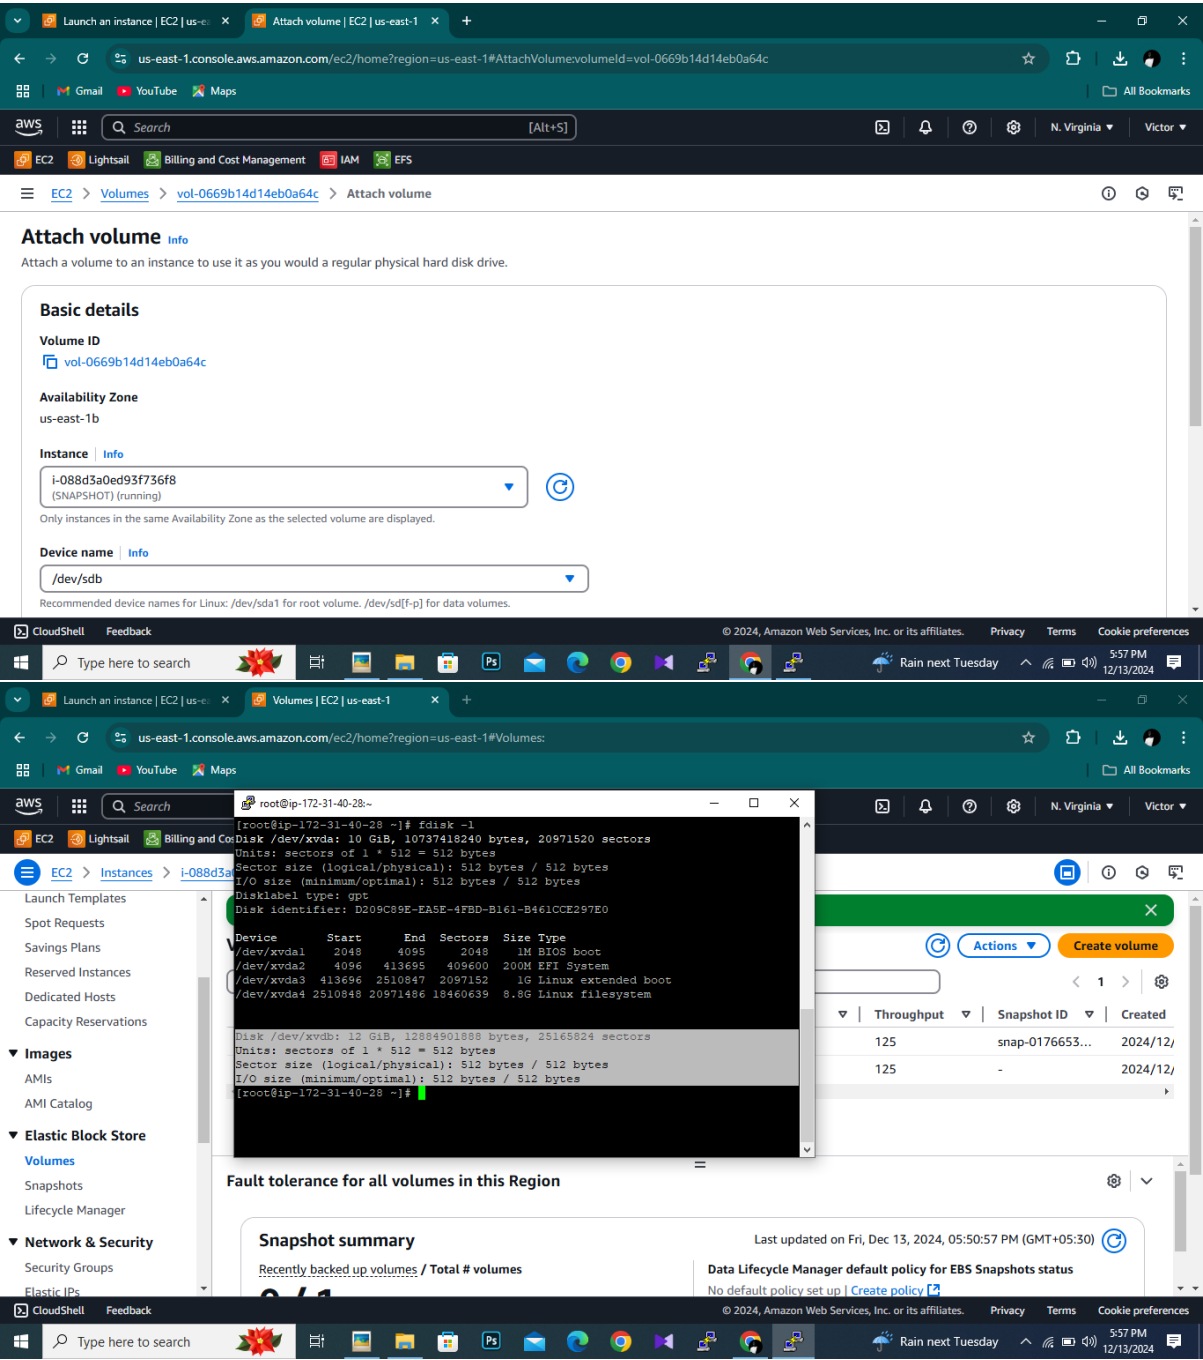 Launch an instance | EC2 | us-ea
Attach volume | EC2 | us-east-1
us-east-1.console.aws.amazon.com/ec2/home?region=us-east-1#AttachVolume:volumeId=vol-0669b14d14eb0a64c
Gmail YouTube Maps All Bookmarks
aws Search [Alt+S] N. Virginia Victor
EC2 Lightsail Billing and Cost Management IAM EFS
EC2 > Volumes > vol-0669b14d14eb0a64c > Attach volume
Attach volume Info
Attach a volume to an instance to use it as you would a regular physical hard disk drive.
Basic details
Volume ID
vol-0669b14d14eb0a64c
Availability Zone
us-east-1b
Instance | Info
i-088d3a0ed93f736f8
(SNAPSHOT) (running)
Only instances in the same Availability Zone as the selected volume are displayed.
Device name | Info
/dev/sdb
Recommended device names for Linux: /dev/sda1 for root volume. /dev/sd[f-p] for data volumes.
CloudShell Feedback © 2024, Amazon Web Services, Inc. or its affiliates. Privacy Terms Cookie preferences
Type here to search Ps Rain next Tuesday 5:57 PM
12/13/2024
Launch an instance | EC2 | us-ea
Volumes | EC2 | us-east-1
us-east-1.console.aws.amazon.com/ec2/home?region=us-east-1#Volumes:
Gmail YouTube Maps All Bookmarks
aws Search N. Virginia Victor
EC2 Lightsail Billing and Cos
EC2 > Instances > i-088d3a
Launch Templates
Spot Requests
Savings Plans
Reserved Instances
Dedicated Hosts
Capacity Reservations
Images
AMIs
AMI Catalog
Elastic Block Store
Volumes
Snapshots
Lifecycle Manager
Network & Security
Security Groups
Elastic IPs
root@ip-172-31-40-28:~
[root@ip-172-31-40-28 ~]# fdisk -l
Disk /dev/xvda: 10 GiB, 10737418240 bytes, 20971520 sectors
Units: sectors of 1 * 512 = 512 bytes
Sector size (logical/physical): 512 bytes / 512 bytes
I/O size (minimum/optimal): 512 bytes / 512 bytes
Disklabel type: gpt
Disk identifier: D209C89E-EA5E-4FBD-B161-B461CCE297E0
Device Start End Sectors Size Type
/dev/xvda1 2048 4095 2048 1M BIOS boot
/dev/xvda2 4096 413695 409600 200M EFI System
/dev/xvda3 413696 2510847 2097152 1G Linux extended boot
/dev/xvda4 2510848 20971486 18460639 8.8G Linux filesystem
Disk /dev/xvdb: 12 GiB, 12884901888 bytes, 25165824 sectors
Units: sectors of 1 * 512 = 512 bytes
Sector size (logical/physical): 512 bytes / 512 bytes
I/O size (minimum/optimal): 512 bytes / 512 bytes
[root@ip-172-31-40-28 ~]#
Actions Create volume
1
Throughput Snapshot ID Created
125 snap-0176653... 2024/12/
125 - 2024/12/
Fault tolerance for all volumes in this Region
Snapshot summary
Last updated on Fri, Dec 13, 2024, 05:50:57 PM (GMT+05:30)
Recently backed up volumes / Total # volumes
0 / 1
Data Lifecycle Manager default policy for EBS Snapshots status
No default policy set up | Create policy
CloudShell Feedback © 2024, Amazon Web Services, Inc. or its affiliates. Privacy Terms Cookie preferences
Type here to search Ps Rain next Tuesday 5:57 PM
12/13/2024